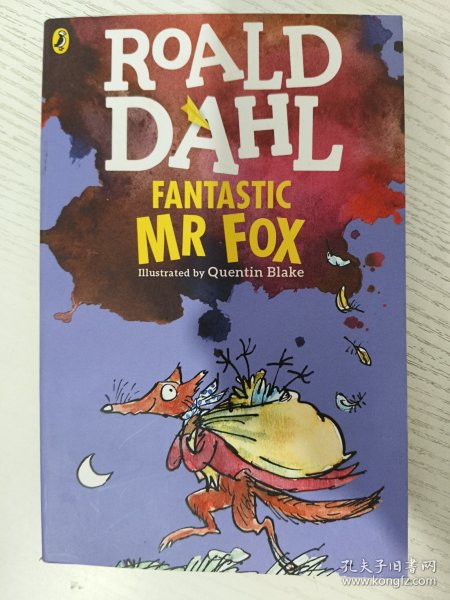 ROALD
DAHL
FANTASTIC
MR FOX
Illustrated by Quentin Blake
孔夫子旧书网
www.kongfz.com